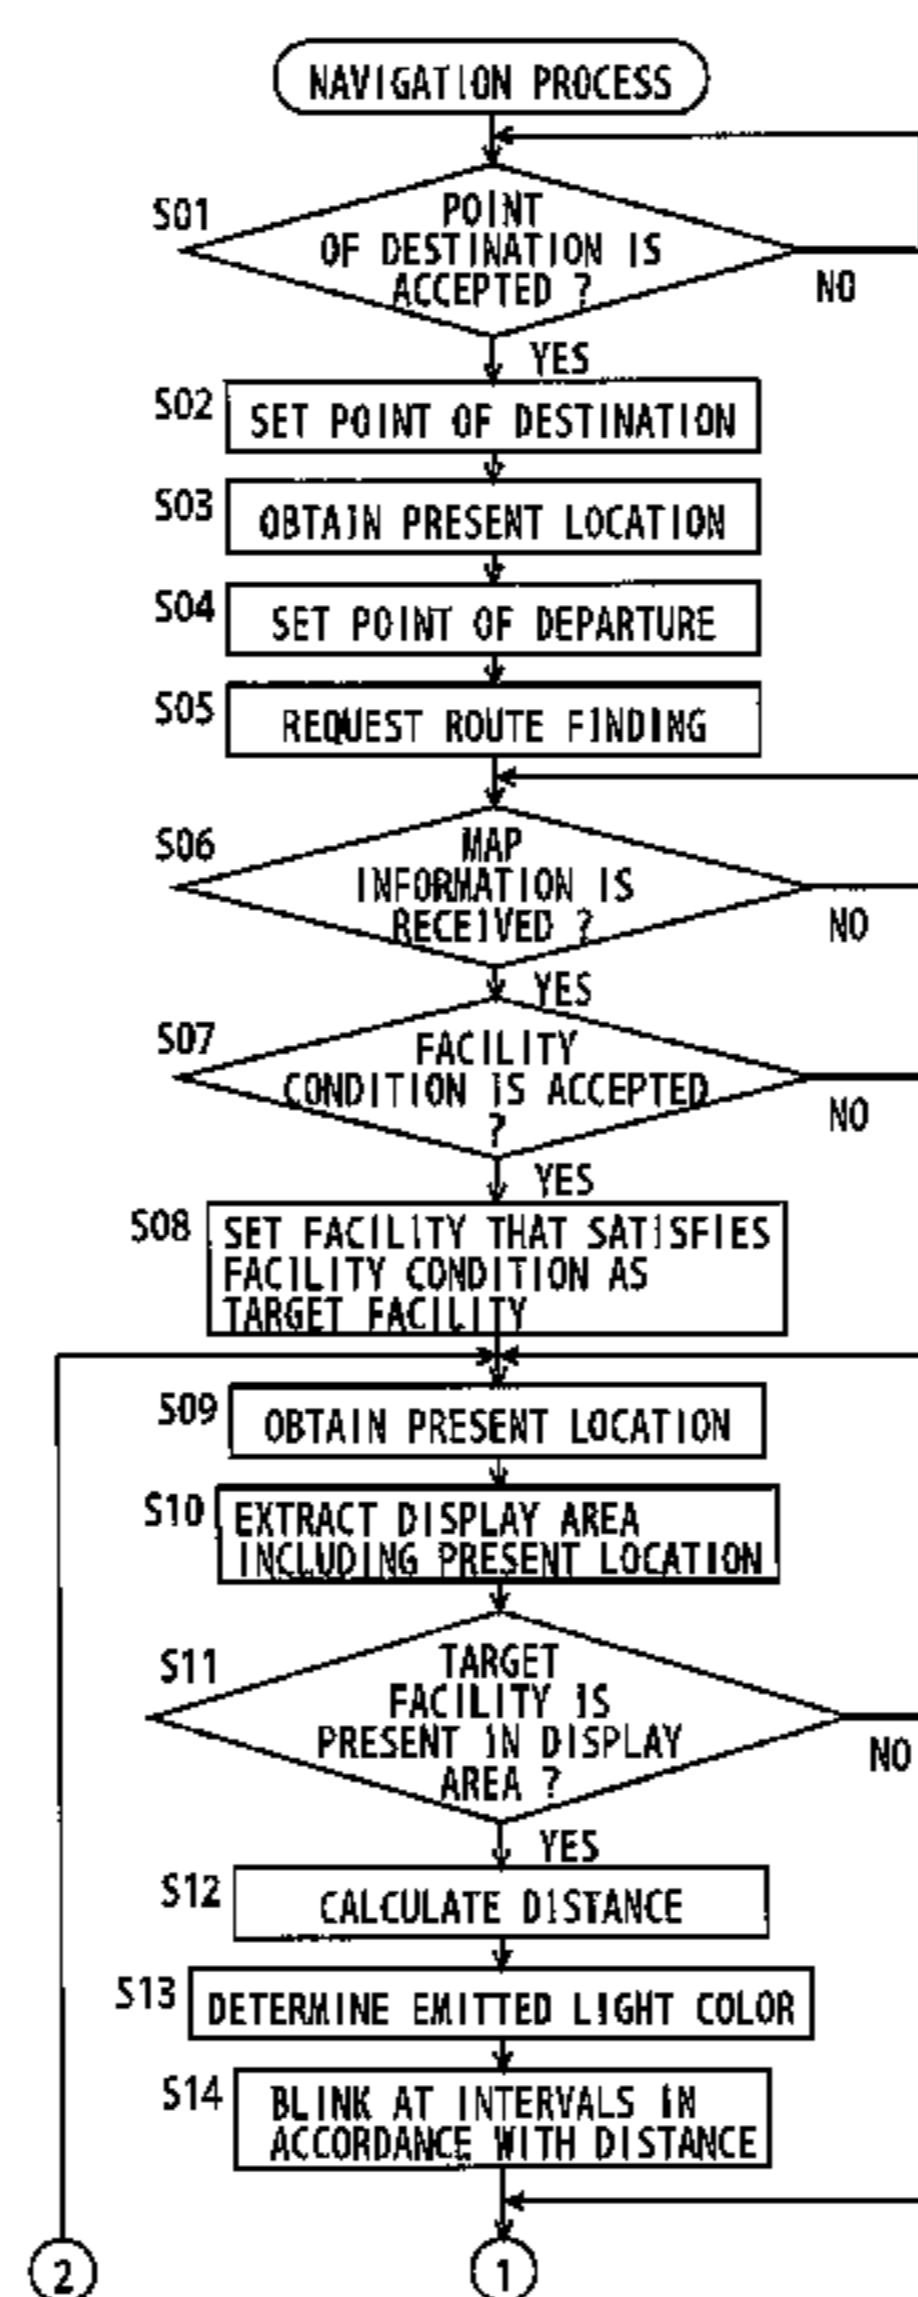 NAVIGATION PROCESS
S01
POINT
OF DESTINATION IS
ACCEPTED ?
NO
YES
S02
SET POINT OF DESTINATION
S03
OBTAIN PRESENT LOCATION
S04
SET POINT OF DEPARTURE
S05
REQUEST ROUTE FINDING
S06
MAP
INFORMATION IS
RECEIVED ?
NO
YES
S07
FACILITY
CONDITION IS ACCEPTED
?
NO
YES
S08
SET FACILITY THAT SATISFIES
FACILITY CONDITION AS
TARGET FACILITY
S09
OBTAIN PRESENT LOCATION
S10
EXTRACT DISPLAY AREA
INCLUDING PRESENT LOCATION
S11
TARGET
FACILITY IS
PRESENT IN DISPLAY
AREA ?
NO
YES
S12
CALCULATE DISTANCE
S13
DETERMINE EMITTED LIGHT COLOR
S14
BLINK AT INTERVALS IN
ACCORDANCE WITH DISTANCE
2
1